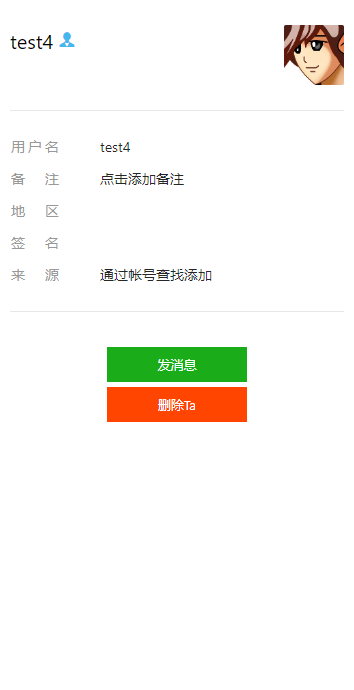 test4
用户名 test4
备 注 点击添加备注
地 区
签 名
来 源 通过帐号查找添加
发消息
删除Ta